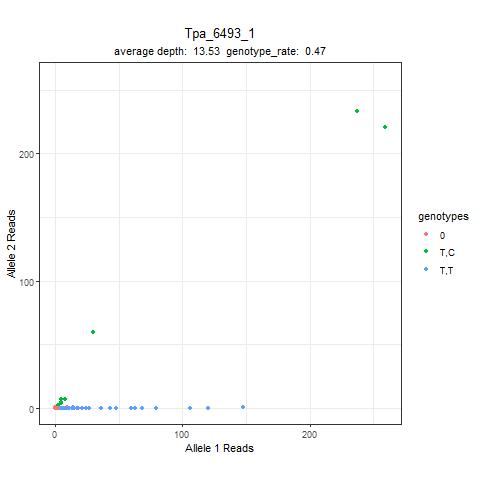 Tpa_6493_1
average depth:  13.53  genotype_rate:  0.47
Allele 2 Reads
200
100
0
0
100
200
Allele 1 Reads
genotypes
0
T,C
T,T